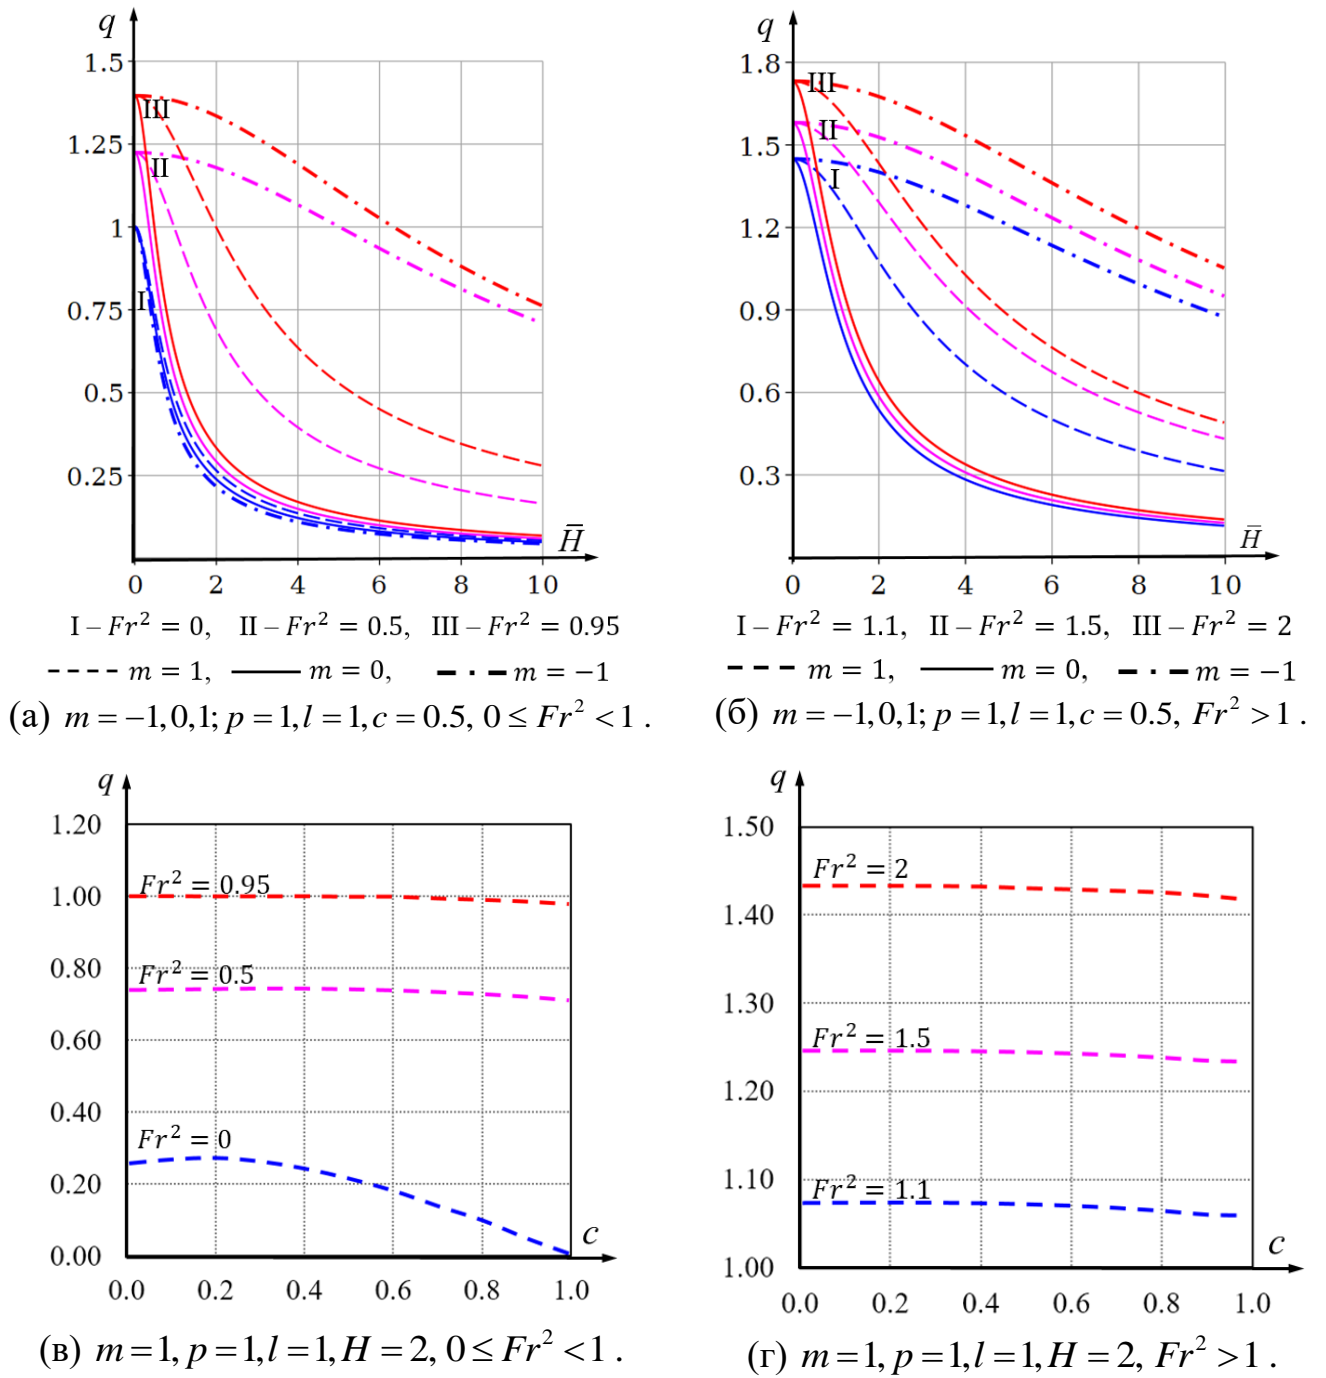 q
1.5
1.25
1
0.75
0.5
0.25
III
II
I
H̅
0 2 4 6 8 10
I – Fr² = 0, II – Fr² = 0.5, III – Fr² = 0.95
m = 1, m = 0, m = −1
(а) m = −1,0,1; p = 1, l = 1, c = 0.5, 0 ≤ Fr² < 1 .
q
1.8
1.5
1.2
0.9
0.6
0.3
III
II
I
H̅
0 2 4 6 8 10
I – Fr² = 1.1, II – Fr² = 1.5, III – Fr² = 2
m = 1, m = 0, m = −1
(б) m = −1,0,1; p = 1, l = 1, c = 0.5, Fr² > 1 .
q
1.20
1.00
0.80
0.60
0.40
0.20
0.00
Fr² = 0.95
Fr² = 0.5
Fr² = 0
c
0.0 0.2 0.4 0.6 0.8 1.0
(в) m = 1, p = 1, l = 1, H = 2, 0 ≤ Fr² < 1 .
q
1.50
1.40
1.30
1.20
1.10
1.00
Fr² = 2
Fr² = 1.5
Fr² = 1.1
c
0.0 0.2 0.4 0.6 0.8 1.0
(г) m = 1, p = 1, l = 1, H = 2, Fr² > 1 .